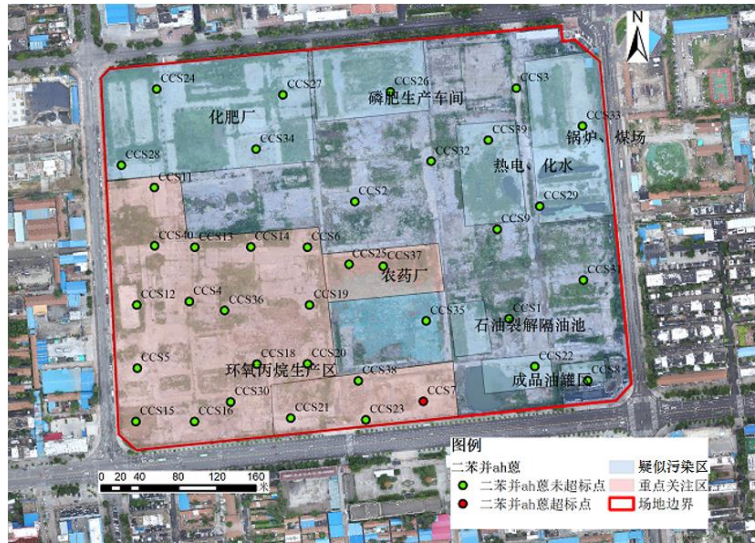 N
CCS24
CCS27
CCS26
CCS3
磷肥生产车间
化肥厂
CCS33
锅炉、煤场
CCS34
CCS39
CCS28
CCS32
热电、化水
CCS11
CCS2
CCS29
CCS9
CCS40
CCS13
CCS14
CCS6
CCS25
CCS37
农药厂
CCS31
CCS12
CCS4
CCS36
CCS19
CCS35
CCS1
石油裂解隔油池
CCS5
CCS18
CCS20
环氧丙烷生产区
CCS22
CCS38
成品油罐区
CCS8
CCS30
CCS7
CCS15
CCS16
CCS21
CCS23
图例
二苯并ah蒽
疑似污染区
二苯并ah蒽未超标点
重点关注区
二苯并ah蒽超标点
场地边界
0 20 40 80 120 160
米